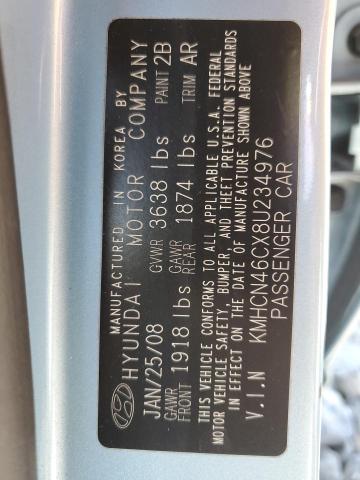 MANUFACTURED IN KOREA BY
HYUNDAI MOTOR COMPANY
JAN/25/08 GVWR 3638 lbs PAINT 2B
GAWR FRONT 1918 lbs GAWR REAR 1874 lbs TRIM AR
THIS VEHICLE CONFORMS TO ALL APPLICABLE U.S.A. FEDERAL
MOTOR VEHICLE SAFETY, BUMPER, AND THEFT PREVENTION STANDARDS
IN EFFECT ON THE DATE OF MANUFACTURE SHOWN ABOVE
V.I.N KMHCN46CX8U234976
PASSENGER CAR